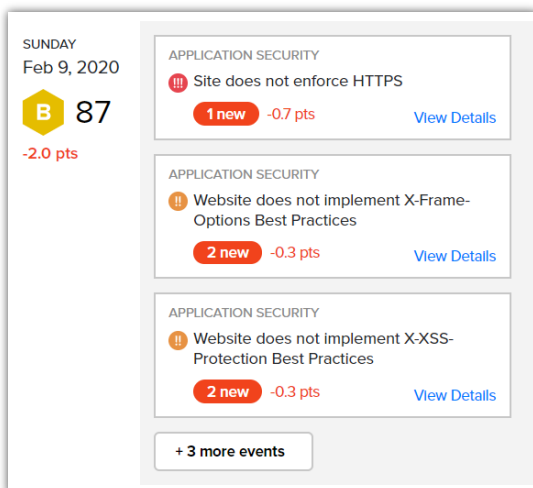 SUNDAY
Feb 9, 2020
B 87
-2.0 pts
APPLICATION SECURITY
!!! Site does not enforce HTTPS
1 new -0.7 pts View Details
APPLICATION SECURITY
!! Website does not implement X-Frame-
Options Best Practices
2 new -0.3 pts View Details
APPLICATION SECURITY
!! Website does not implement X-XSS-
Protection Best Practices
2 new -0.3 pts View Details
+ 3 more events